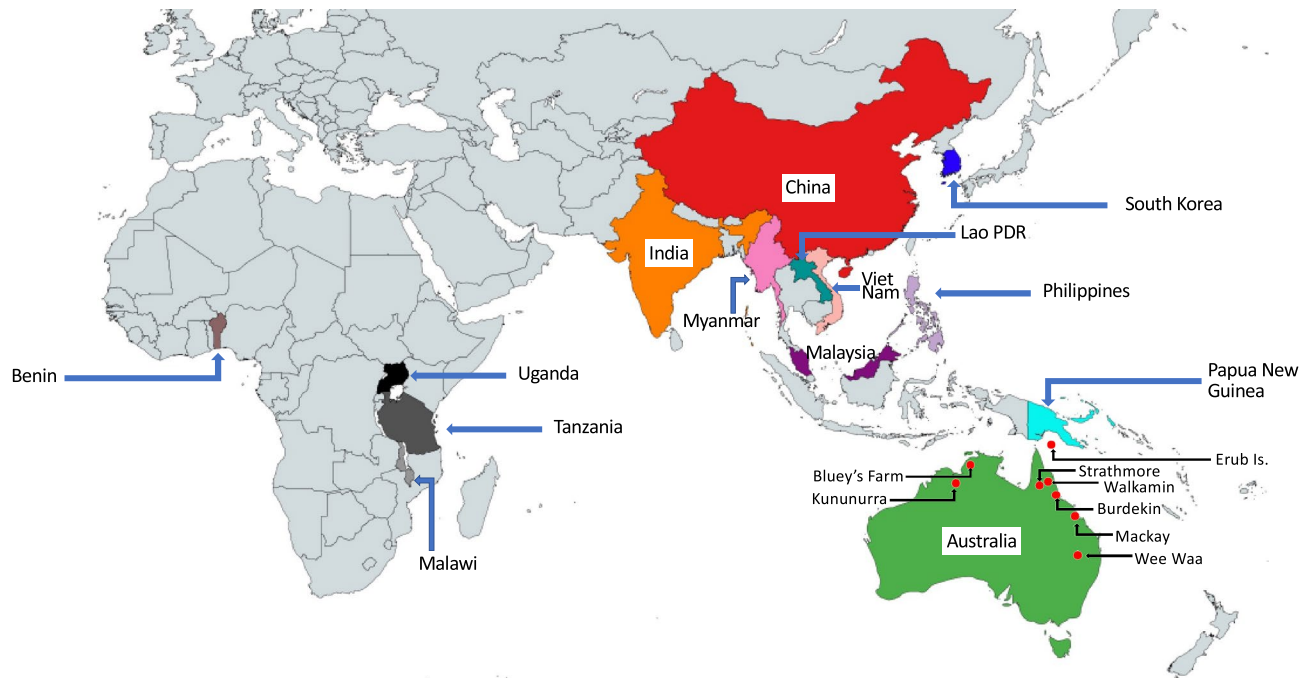 China
South Korea
Lao PDR
India
Viet
Nam
Philippines
Myanmar
Malaysia
Benin
Uganda
Papua New
Guinea
Tanzania
Erub Is.
Bluey's Farm
Strathmore
Walkamin
Kununurra
Burdekin
Mackay
Australia
Wee Waa
Malawi